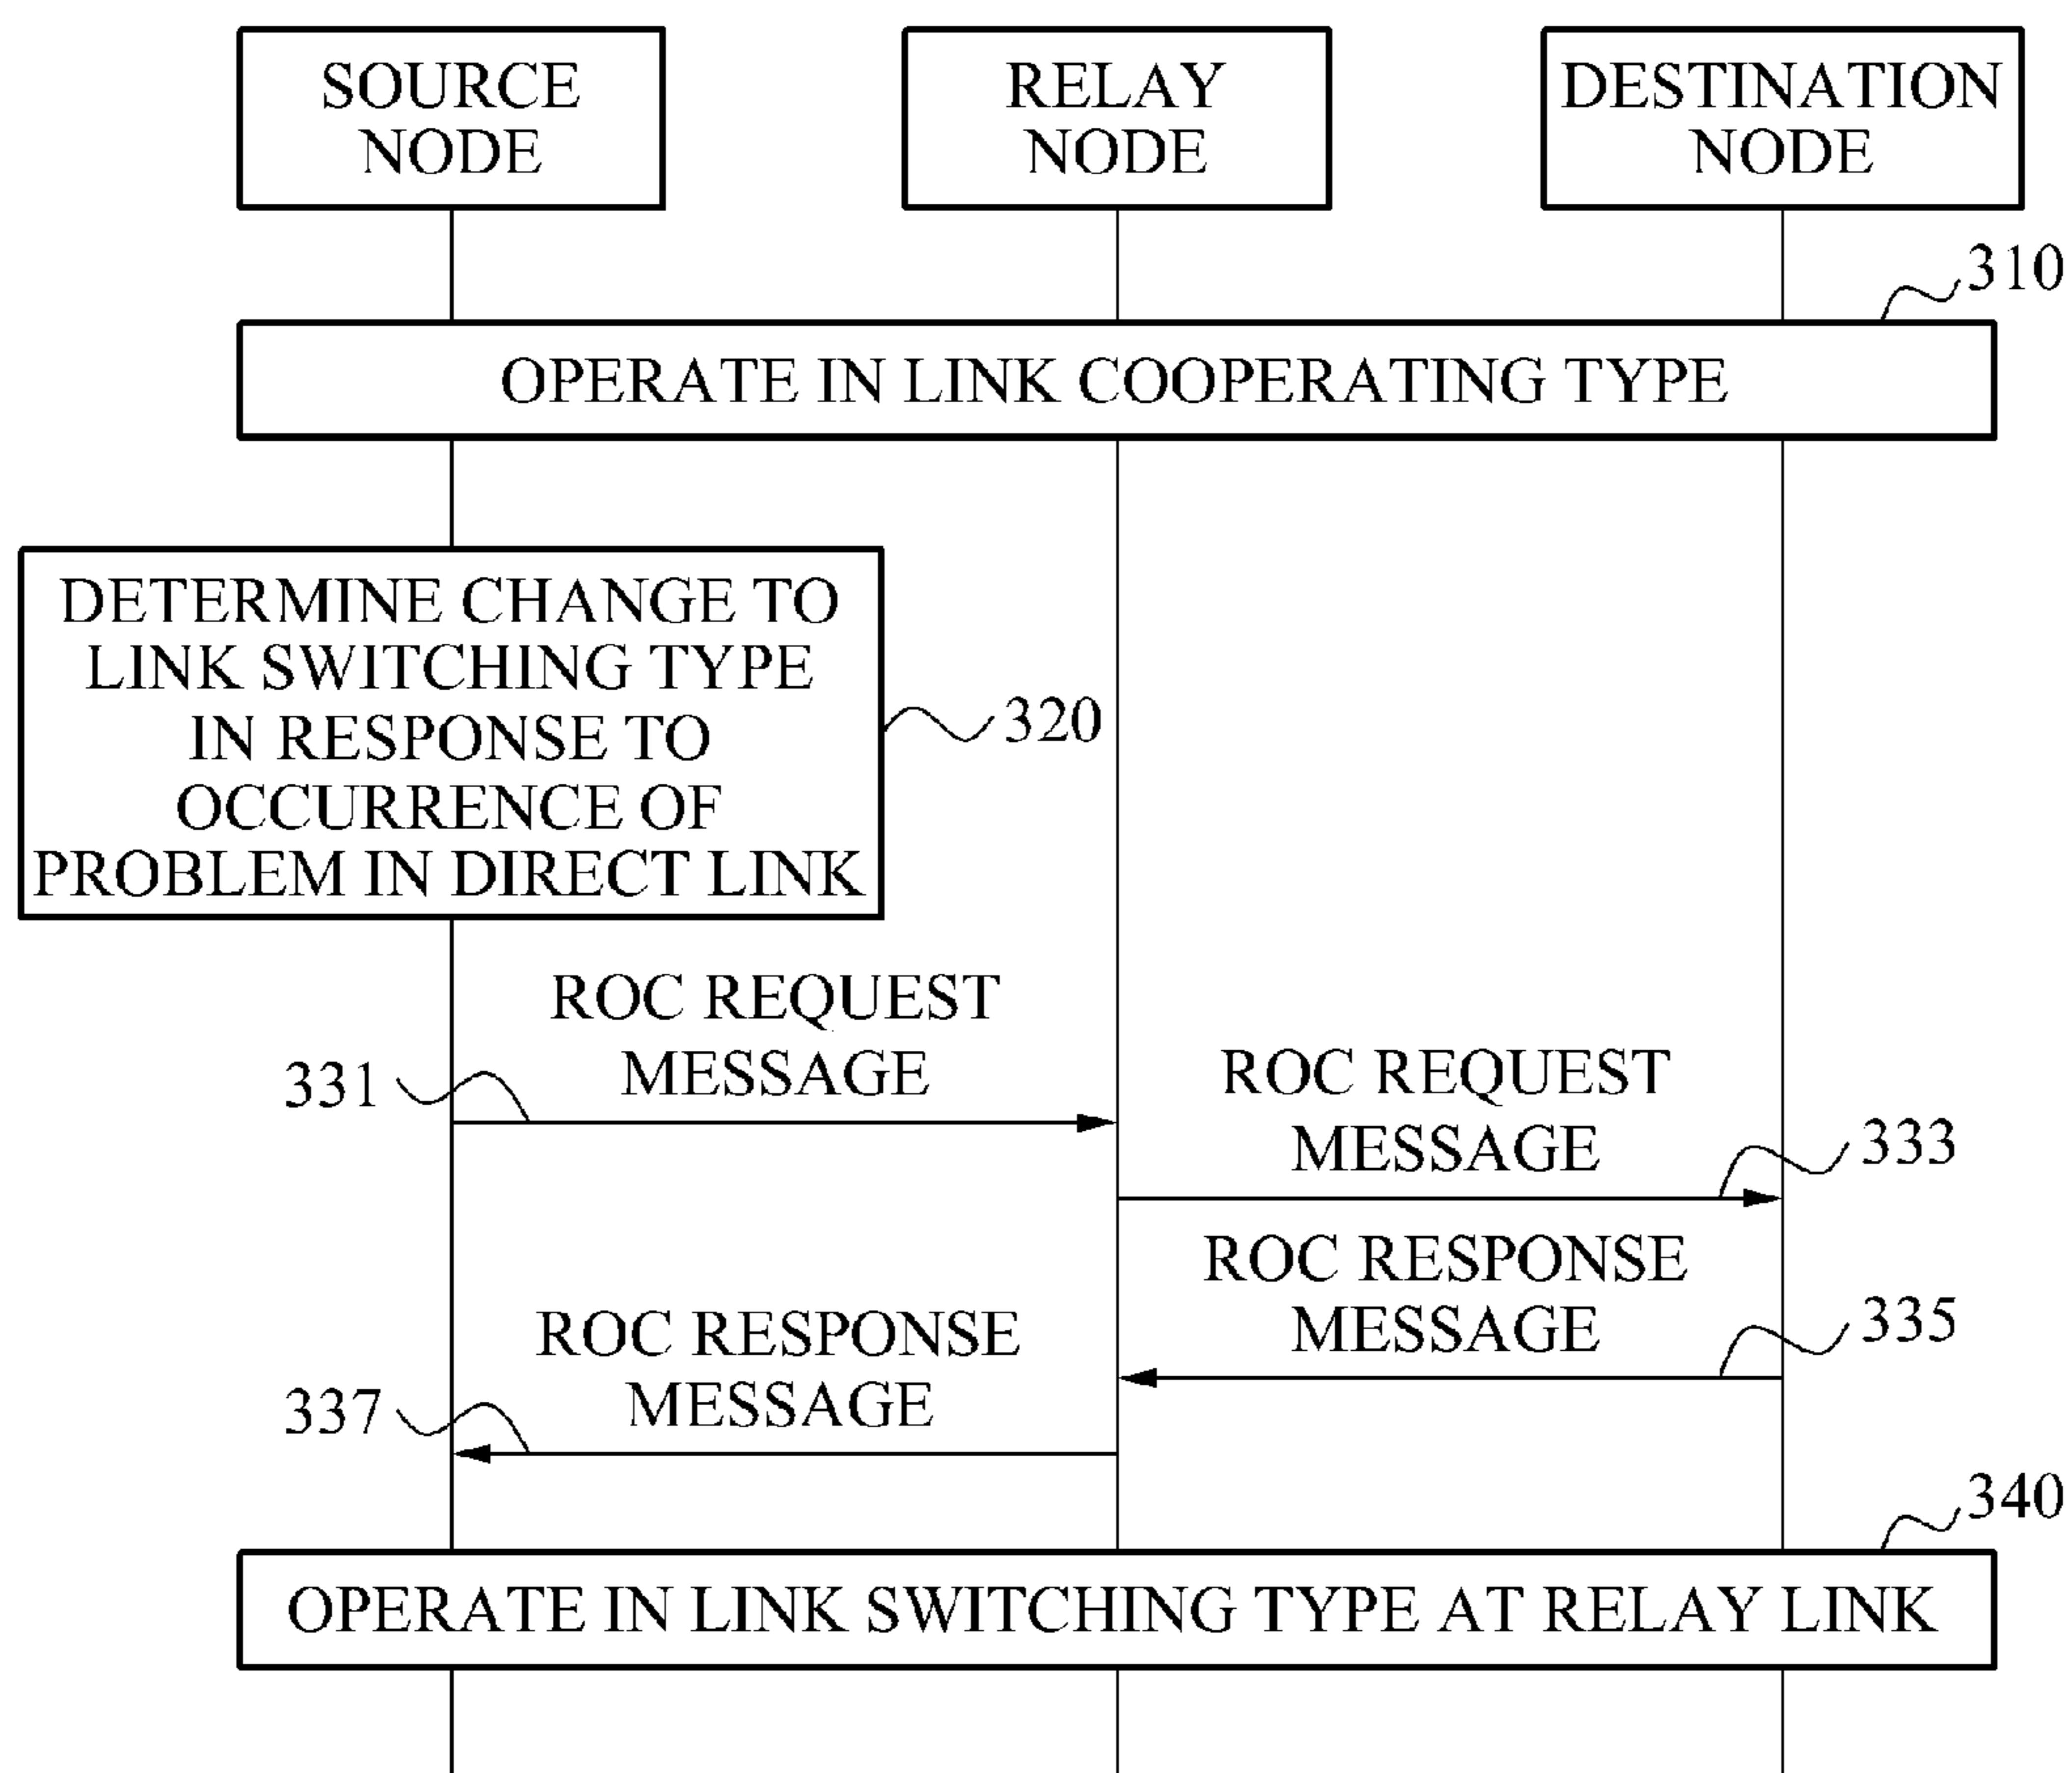 SOURCE
NODE
RELAY
NODE
DESTINATION
NODE
310
OPERATE IN LINK COOPERATING TYPE
DETERMINE CHANGE TO
LINK SWITCHING TYPE
IN RESPONSE TO
OCCURRENCE OF
PROBLEM IN DIRECT LINK
320
ROC REQUEST
MESSAGE
331
ROC REQUEST
MESSAGE
333
ROC RESPONSE
MESSAGE
335
ROC RESPONSE
MESSAGE
337
340
OPERATE IN LINK SWITCHING TYPE AT RELAY LINK